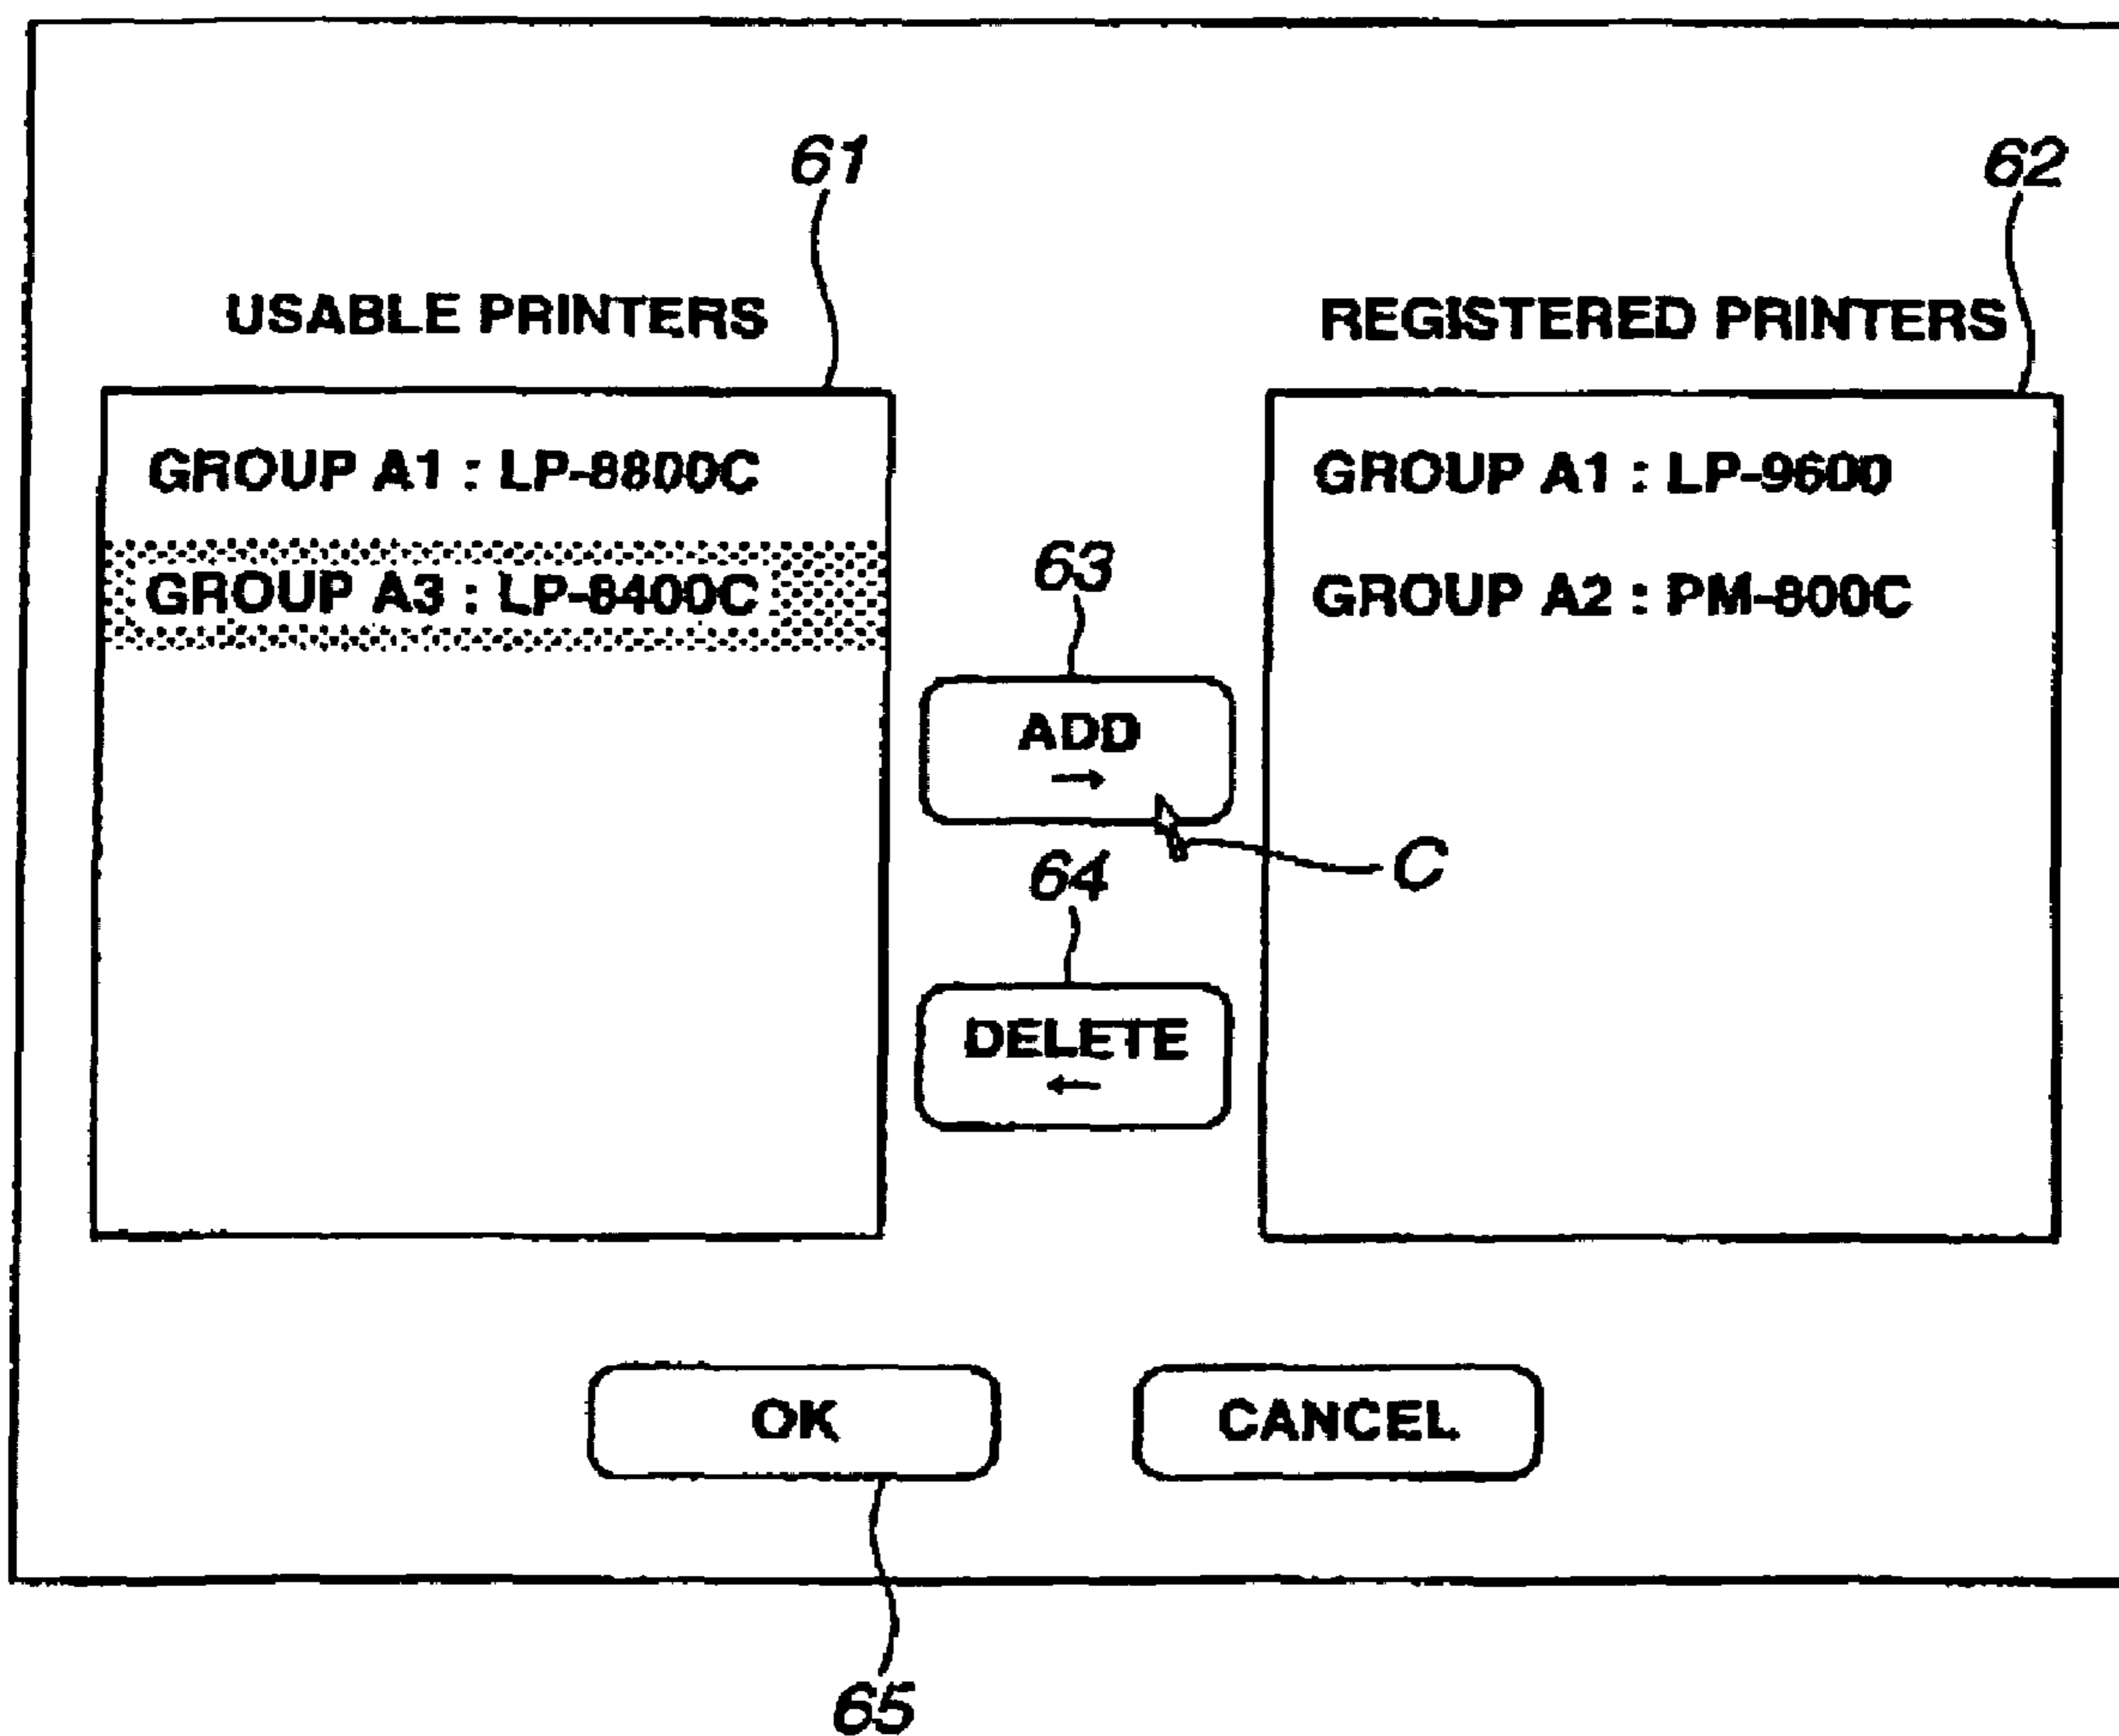 61
62
USABLE PRINTERS
REGISTERED PRINTERS
GROUP A1 : LP-8800C
GROUP A3 : LP-8400C
GROUP A1 : LP-9600
GROUP A2 : PM-800C
63
ADD
→
C
64
DELETE
←
OK
CANCEL
65